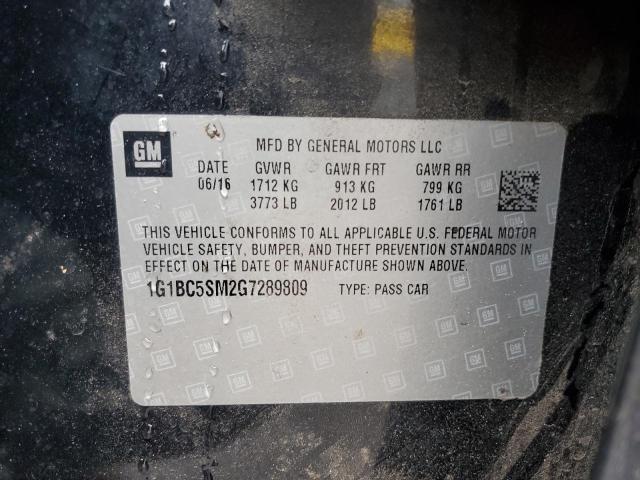 GM
MFD BY GENERAL MOTORS LLC
DATE GVWR GAWR FRT GAWR RR
06/16 1712 KG 913 KG 799 KG
3773 LB 2012 LB 1761 LB
THIS VEHICLE CONFORMS TO ALL APPLICABLE U.S. FEDERAL MOTOR
VEHICLE SAFETY, BUMPER, AND THEFT PREVENTION STANDARDS IN
EFFECT ON THE DATE OF MANUFACTURE SHOWN ABOVE.
1G1BC5SM2G7289809 TYPE: PASS CAR